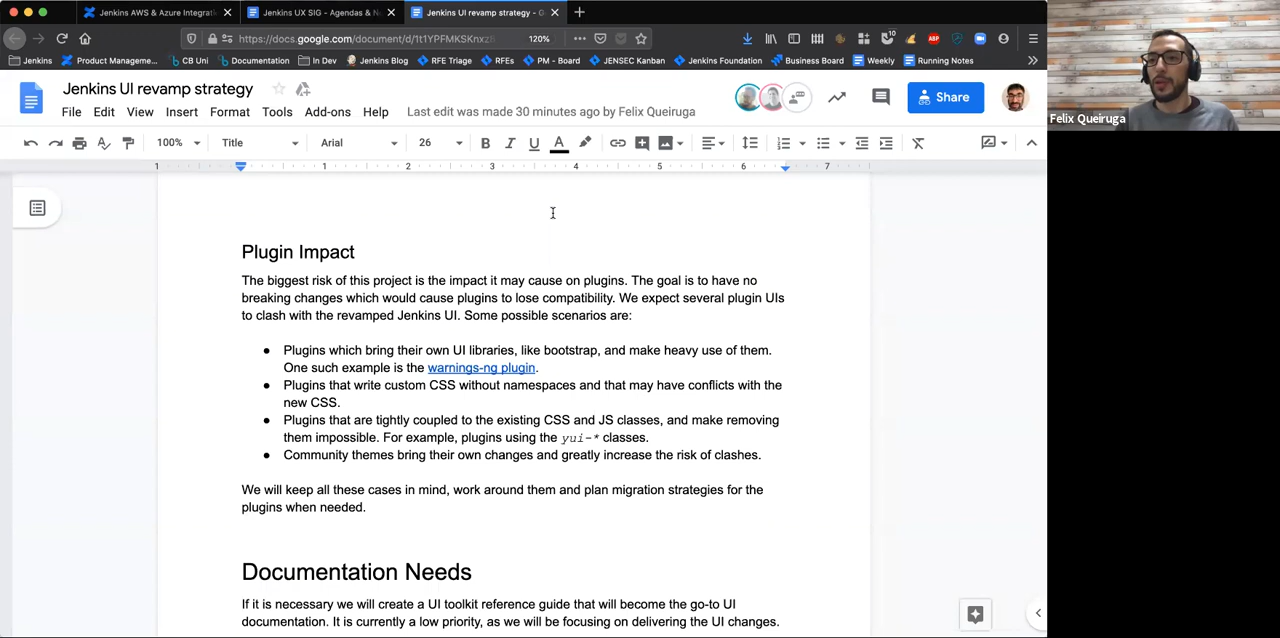 Jenkins AWS & Azure Integrati
Jenkins UX SIG - Agendas & N
Jenkins UI revamp strategy - G
https://docs.google.com/document/d/1t1YPFMKSKnxz
120%
10
ABP
Jenkins
Product Maname...
CB Uni
Documentation
In Dev
Jenkins Blog
RFE Triage
RFEs
PM - Board
JENSEC Kanban
Jenkins Foundation
Business Board
Weekly
Running Notes
Jenkins UI revamp strategy
File Edit View Insert Format Tools Add-ons Help
Last edit was made 30 minutes ago by Felix Queiruga
Share
100%
Title
Arial
26
B I U A
1 1 2 3 4 5 6 7
Plugin Impact
The biggest risk of this project is the impact it may cause on plugins. The goal is to have no
breaking changes which would cause plugins to lose compatibility. We expect several plugin UIs
to clash with the revamped Jenkins UI. Some possible scenarios are:
● Plugins which bring their own UI libraries, like bootstrap, and make heavy use of them.
One such example is the warnings-ng plugin.
● Plugins that write custom CSS without namespaces and that may have conflicts with the
new CSS.
● Plugins that are tightly coupled to the existing CSS and JS classes, and make removing
them impossible. For example, plugins using the yui-* classes.
● Community themes bring their own changes and greatly increase the risk of clashes.
We will keep all these cases in mind, work around them and plan migration strategies for the
plugins when needed.
Documentation Needs
If it is necessary we will create a UI toolkit reference guide that will become the go-to UI
documentation. It is currently a low priority, as we will be focusing on delivering the UI changes.
Felix Queiruga